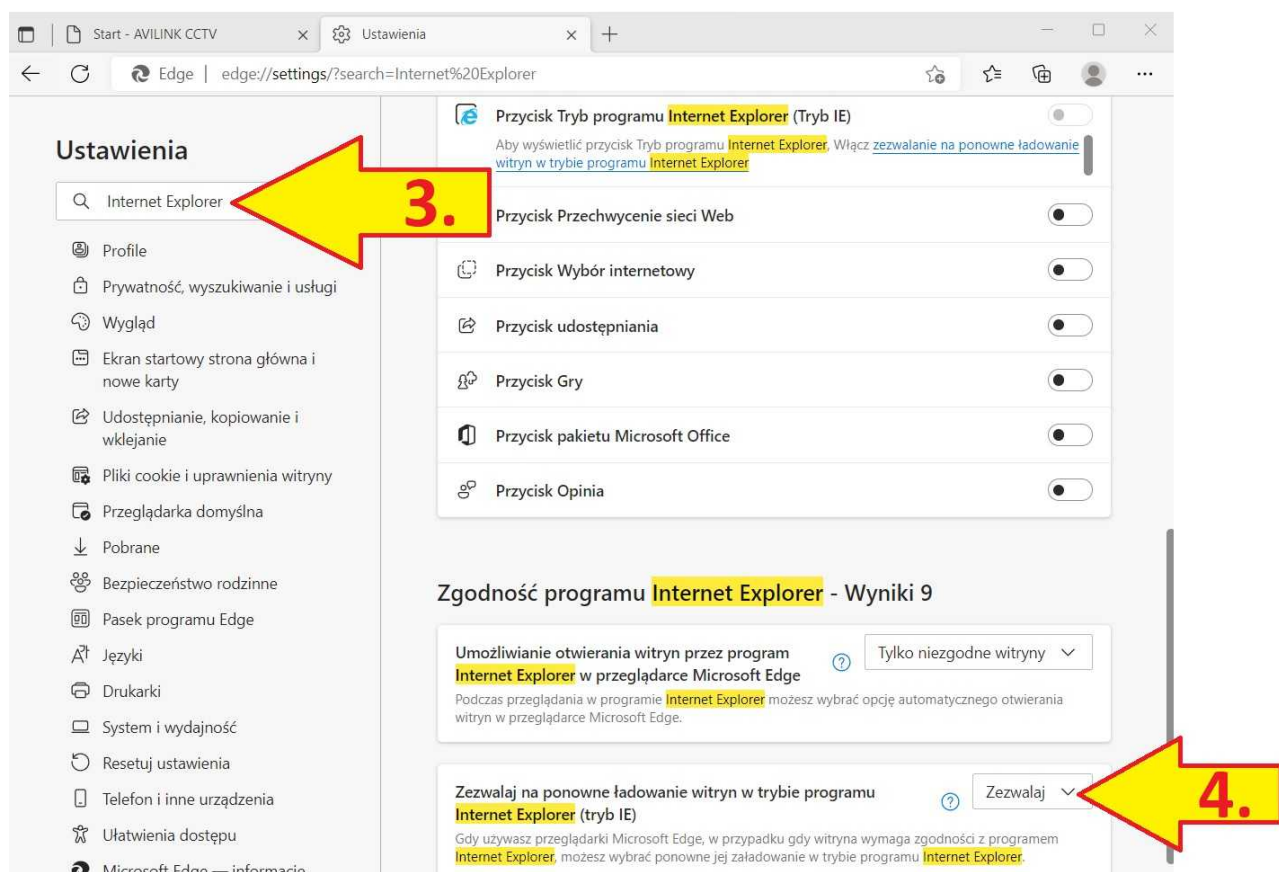 Start - AVILINK CCTV
Ustawienia
Edge | edge://settings/?search=Internet%20Explorer
Ustawienia
Internet Explorer
3.
Profile
Prywatność, wyszukiwanie i usługi
Wygląd
Ekran startowy strona główna i
nowe karty
Udostępnianie, kopiowanie i
wklejanie
Pliki cookie i uprawnienia witryny
Przeglądarka domyślna
Pobrane
Bezpieczeństwo rodzinne
Pasek programu Edge
Języki
Drukarki
System i wydajność
Resetuj ustawienia
Telefon i inne urządzenia
Ułatwienia dostępu
Microsoft Edge — informacje
Przycisk Tryb programu Internet Explorer (Tryb IE)
Aby wyświetlić przycisk Tryb programu Internet Explorer, Włącz zezwalanie na ponowne ładowanie
witryn w trybie programu Internet Explorer
Przycisk Przechwycenie sieci Web
Przycisk Wybór internetowy
Przycisk udostępniania
Przycisk Gry
Przycisk pakietu Microsoft Office
Przycisk Opinia
Zgodność programu Internet Explorer - Wyniki 9
Umożliwianie otwierania witryn przez program
Internet Explorer w przeglądarce Microsoft Edge
Tylko niezgodne witryny
Podczas przeglądania w programie Internet Explorer możesz wybrać opcję automatycznego otwierania
witryn w przeglądarce Microsoft Edge.
Zezwalaj na ponowne ładowanie witryn w trybie programu
Internet Explorer (tryb IE)
Zezwalaj
4.
Gdy używasz przeglądarki Microsoft Edge, w przypadku gdy witryna wymaga zgodności z programem
Internet Explorer, możesz wybrać ponowne jej załadowanie w trybie programu Internet Explorer.